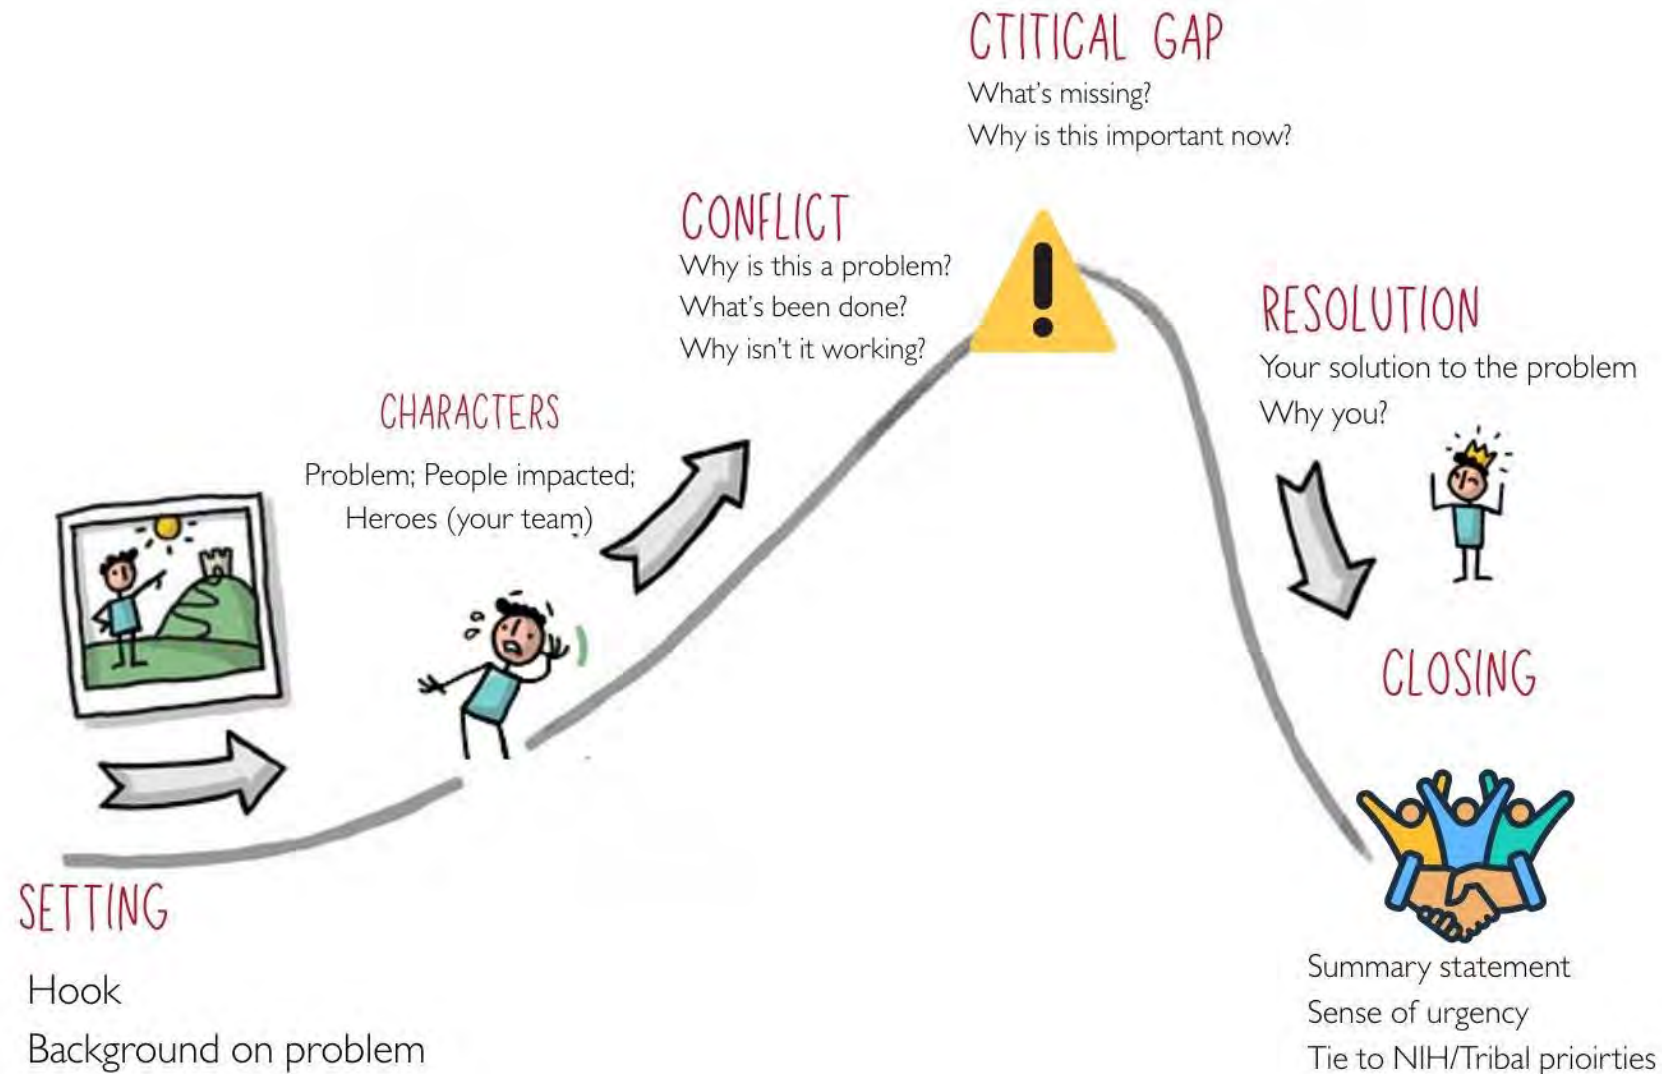 SETTING
Hook
Background on problem
CHARACTERS
Problem; People impacted;
Heroes (your team)
CONFLICT
Why is this a problem?
What's been done?
Why isn't it working?
CTITICAL GAP
What's missing?
Why is this important now?
RESOLUTION
Your solution to the problem
Why you?
CLOSING
Summary statement
Sense of urgency
Tie to NIH/Tribal prioirties